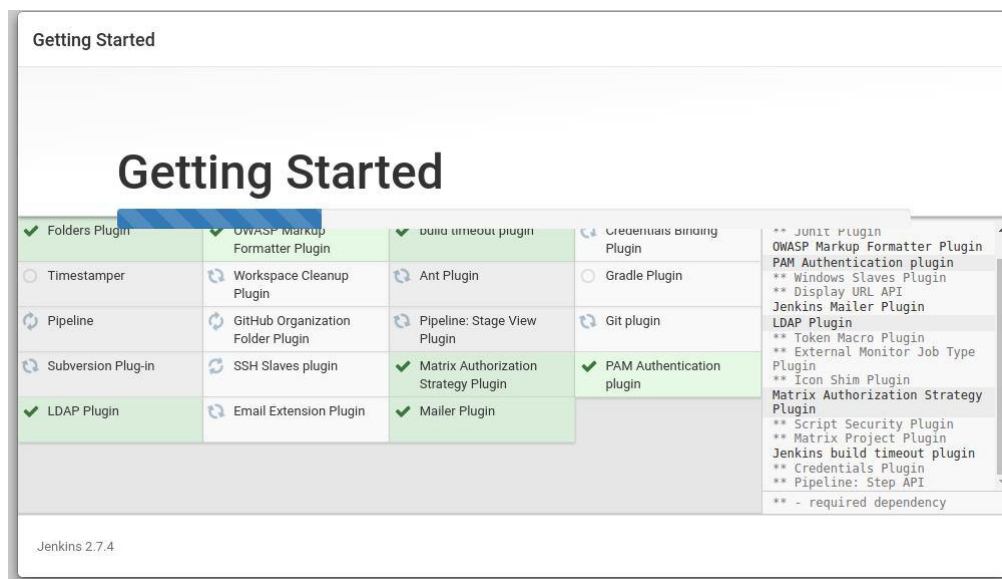 Getting Started
Getting Started
Folders Plugin
OWASP Markup
Formatter Plugin
build timeout plugin
Credentials Binding
Plugin
Timestamper
Workspace Cleanup
Plugin
Ant Plugin
Gradle Plugin
Pipeline
GitHub Organization
Folder Plugin
Pipeline: Stage View
Plugin
Git plugin
Subversion Plug-in
SSH Slaves plugin
Matrix Authorization
Strategy Plugin
PAM Authentication
plugin
LDAP Plugin
Email Extension Plugin
Mailer Plugin
** JUnit Plugin
OWASP Markup Formatter Plugin
PAM Authentication plugin
** Windows Slaves Plugin
** Display URL API
Jenkins Mailer Plugin
LDAP Plugin
** Token Macro Plugin
** External Monitor Job Type
Plugin
** Icon Shim Plugin
Matrix Authorization Strategy
Plugin
** Script Security Plugin
** Matrix Project Plugin
Jenkins build timeout plugin
** Credentials Plugin
** Pipeline: Step API
** - required dependency
Jenkins 2.7.4